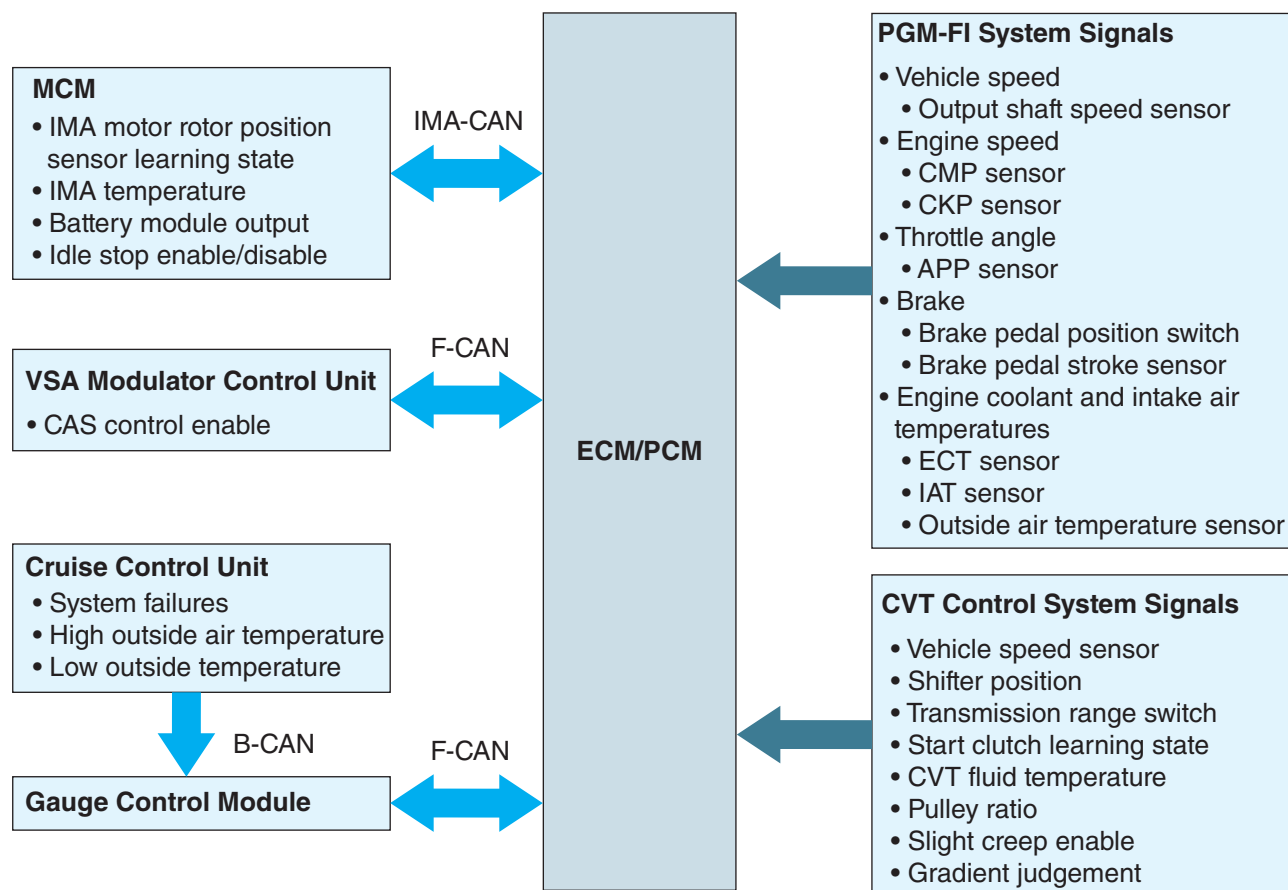 MCM
• IMA motor rotor position
sensor learning state
• IMA temperature
• Battery module output
• Idle stop enable/disable
IMA-CAN
VSA Modulator Control Unit
• CAS control enable
F-CAN
Cruise Control Unit
• System failures
• High outside air temperature
• Low outside temperature
B-CAN
Gauge Control Module
F-CAN
ECM/PCM
PGM-FI System Signals
• Vehicle speed
• Output shaft speed sensor
• Engine speed
• CMP sensor
• CKP sensor
• Throttle angle
• APP sensor
• Brake
• Brake pedal position switch
• Brake pedal stroke sensor
• Engine coolant and intake air
temperatures
• ECT sensor
• IAT sensor
• Outside air temperature sensor
CVT Control System Signals
• Vehicle speed sensor
• Shifter position
• Transmission range switch
• Start clutch learning state
• CVT fluid temperature
• Pulley ratio
• Slight creep enable
• Gradient judgement